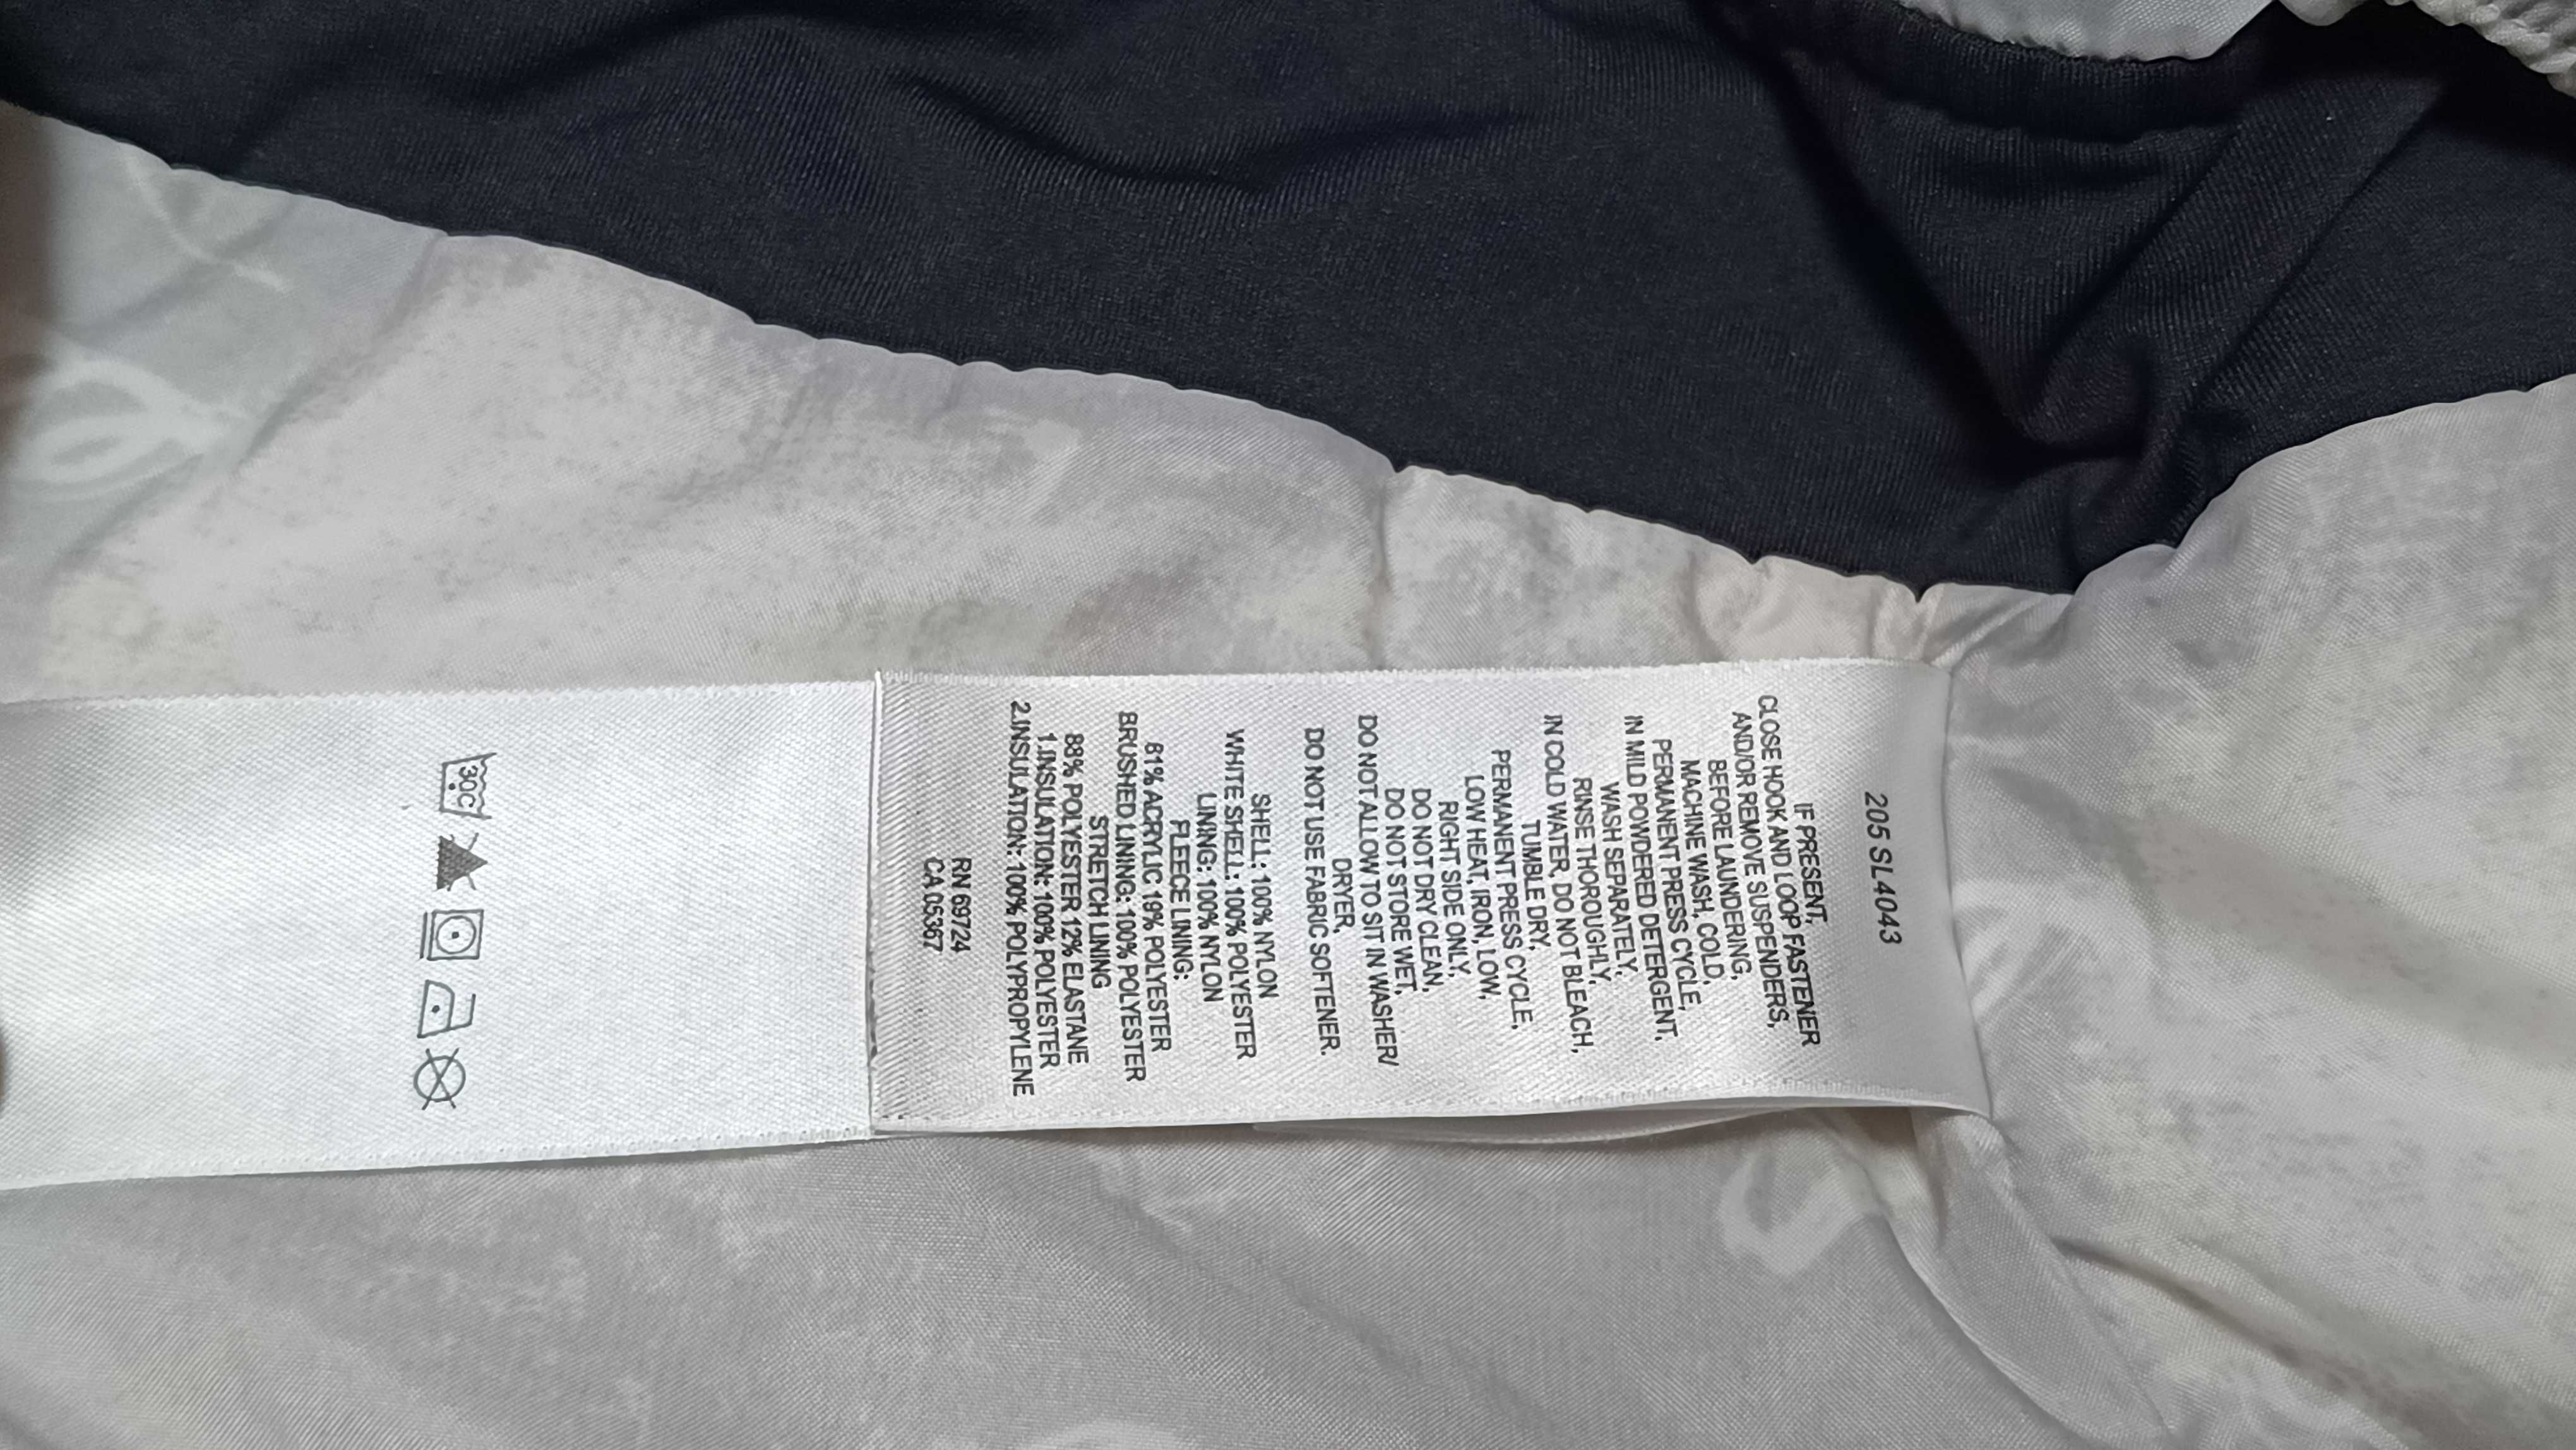 205 SL4043
IF PRESENT,
CLOSE HOOK AND LOOP FASTENER
AND/OR REMOVE SUSPENDERS,
BEFORE LAUNDERING,
MACHINE WASH, COLD,
PERMANENT PRESS CYCLE,
IN MILD POWDERED DETERGENT,
WASH SEPARATELY,
RINSE THOROUGHLY,
IN COLD WATER, DO NOT BLEACH,
TUMBLE DRY,
PERMANENT PRESS CYCLE,
LOW HEAT, IRON, LOW,
RIGHT SIDE ONLY,
DO NOT DRY CLEAN,
DO NOT STORE WET,
DO NOT ALLOW TO SIT IN WASHER/
DRYER,
DO NOT USE FABRIC SOFTENER.
SHELL: 100% NYLON
WHITE SHELL: 100% POLYESTER
LINING: 100% NYLON
FLEECE LINING:
81% ACRYLIC 19% POLYESTER
BRUSHED LINING: 100% POLYESTER
STRETCH LINING
88% POLYESTER 12% ELASTANE
1.INSULATION: 100% POLYESTER
2.INSULATION: 100% POLYPROPYLENE
RN 69724
CA 05367
30C